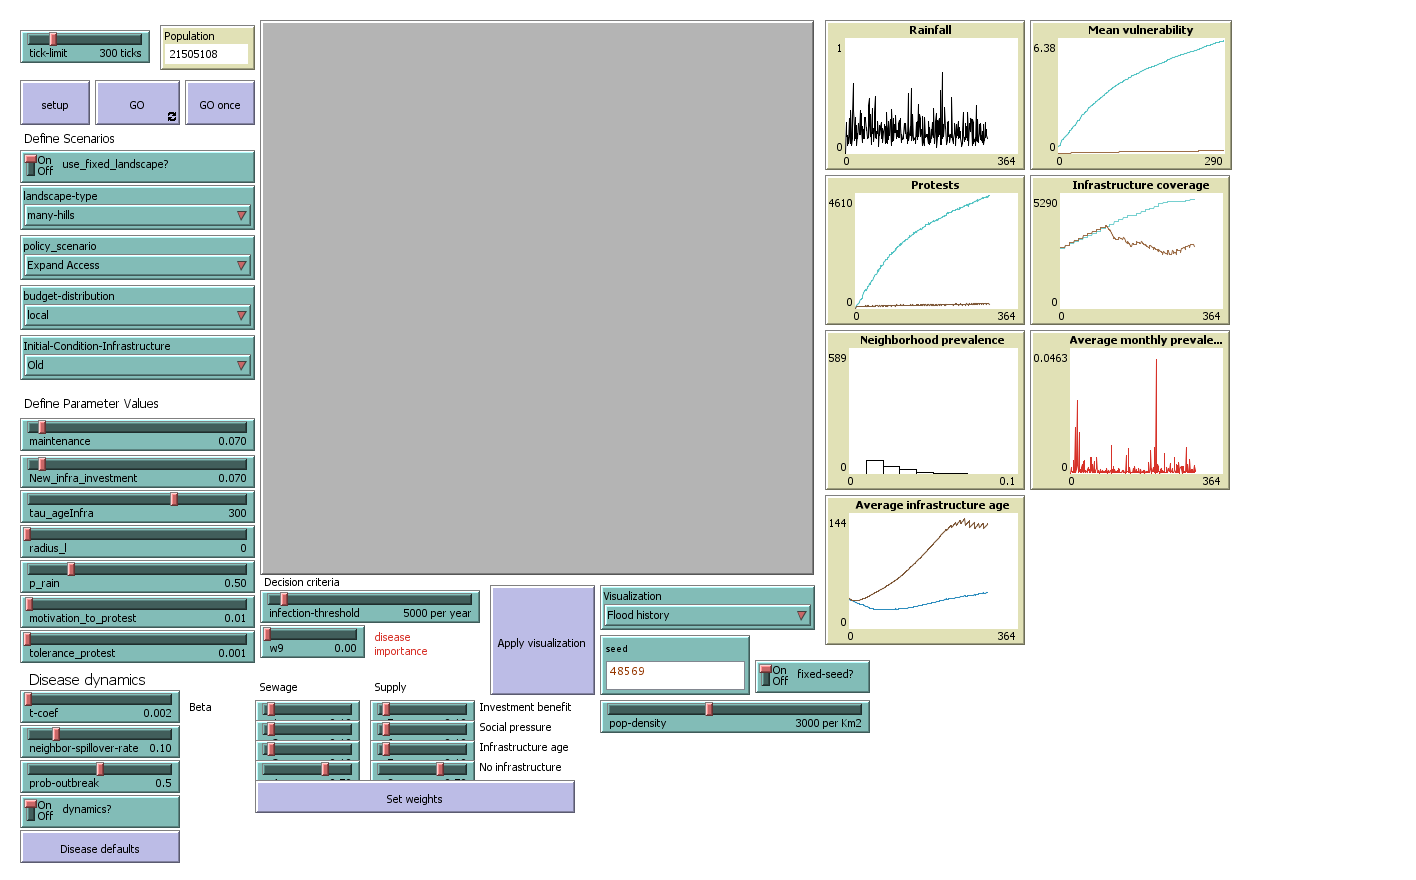 tick-limit 300 ticks
Population
21505108
setup
GO
GO once
Define Scenarios
On
Off
use_fixed_landscape?
landscape-type
many-hills
policy_scenario
Expand Access
budget-distribution
local
Initial-Condition-Infrastructure
Old
Define Parameter Values
maintenance 0.070
New_infra_investment 0.070
tau_ageInfra 300
radius_l 0
p_rain 0.50
motivation_to_protest 0.01
tolerance_protest 0.001
Disease dynamics
t-coef 0.002
Beta
neighbor-spillover-rate 0.10
prob-outbreak 0.5
On
Off
dynamics?
Disease defaults
Decision criteria
infection-threshold 5000 per year
w9 0.00
disease
importance
Sewage
Supply
Investment benefit
Social pressure
Infrastructure age
No infrastructure
Set weights
Apply visualization
Visualization
Flood history
seed
48569
On
Off
fixed-seed?
pop-density 3000 per Km2
Rainfall
1
0
0 364
Mean vulnerability
6.38
0
0 290
Protests
4610
0
0 364
Infrastructure coverage
5290
0
0 364
Neighborhood prevalence
589
0
0 0.1
Average monthly prevale...
0.0463
0
0 364
Average infrastructure age
144
0
0 364